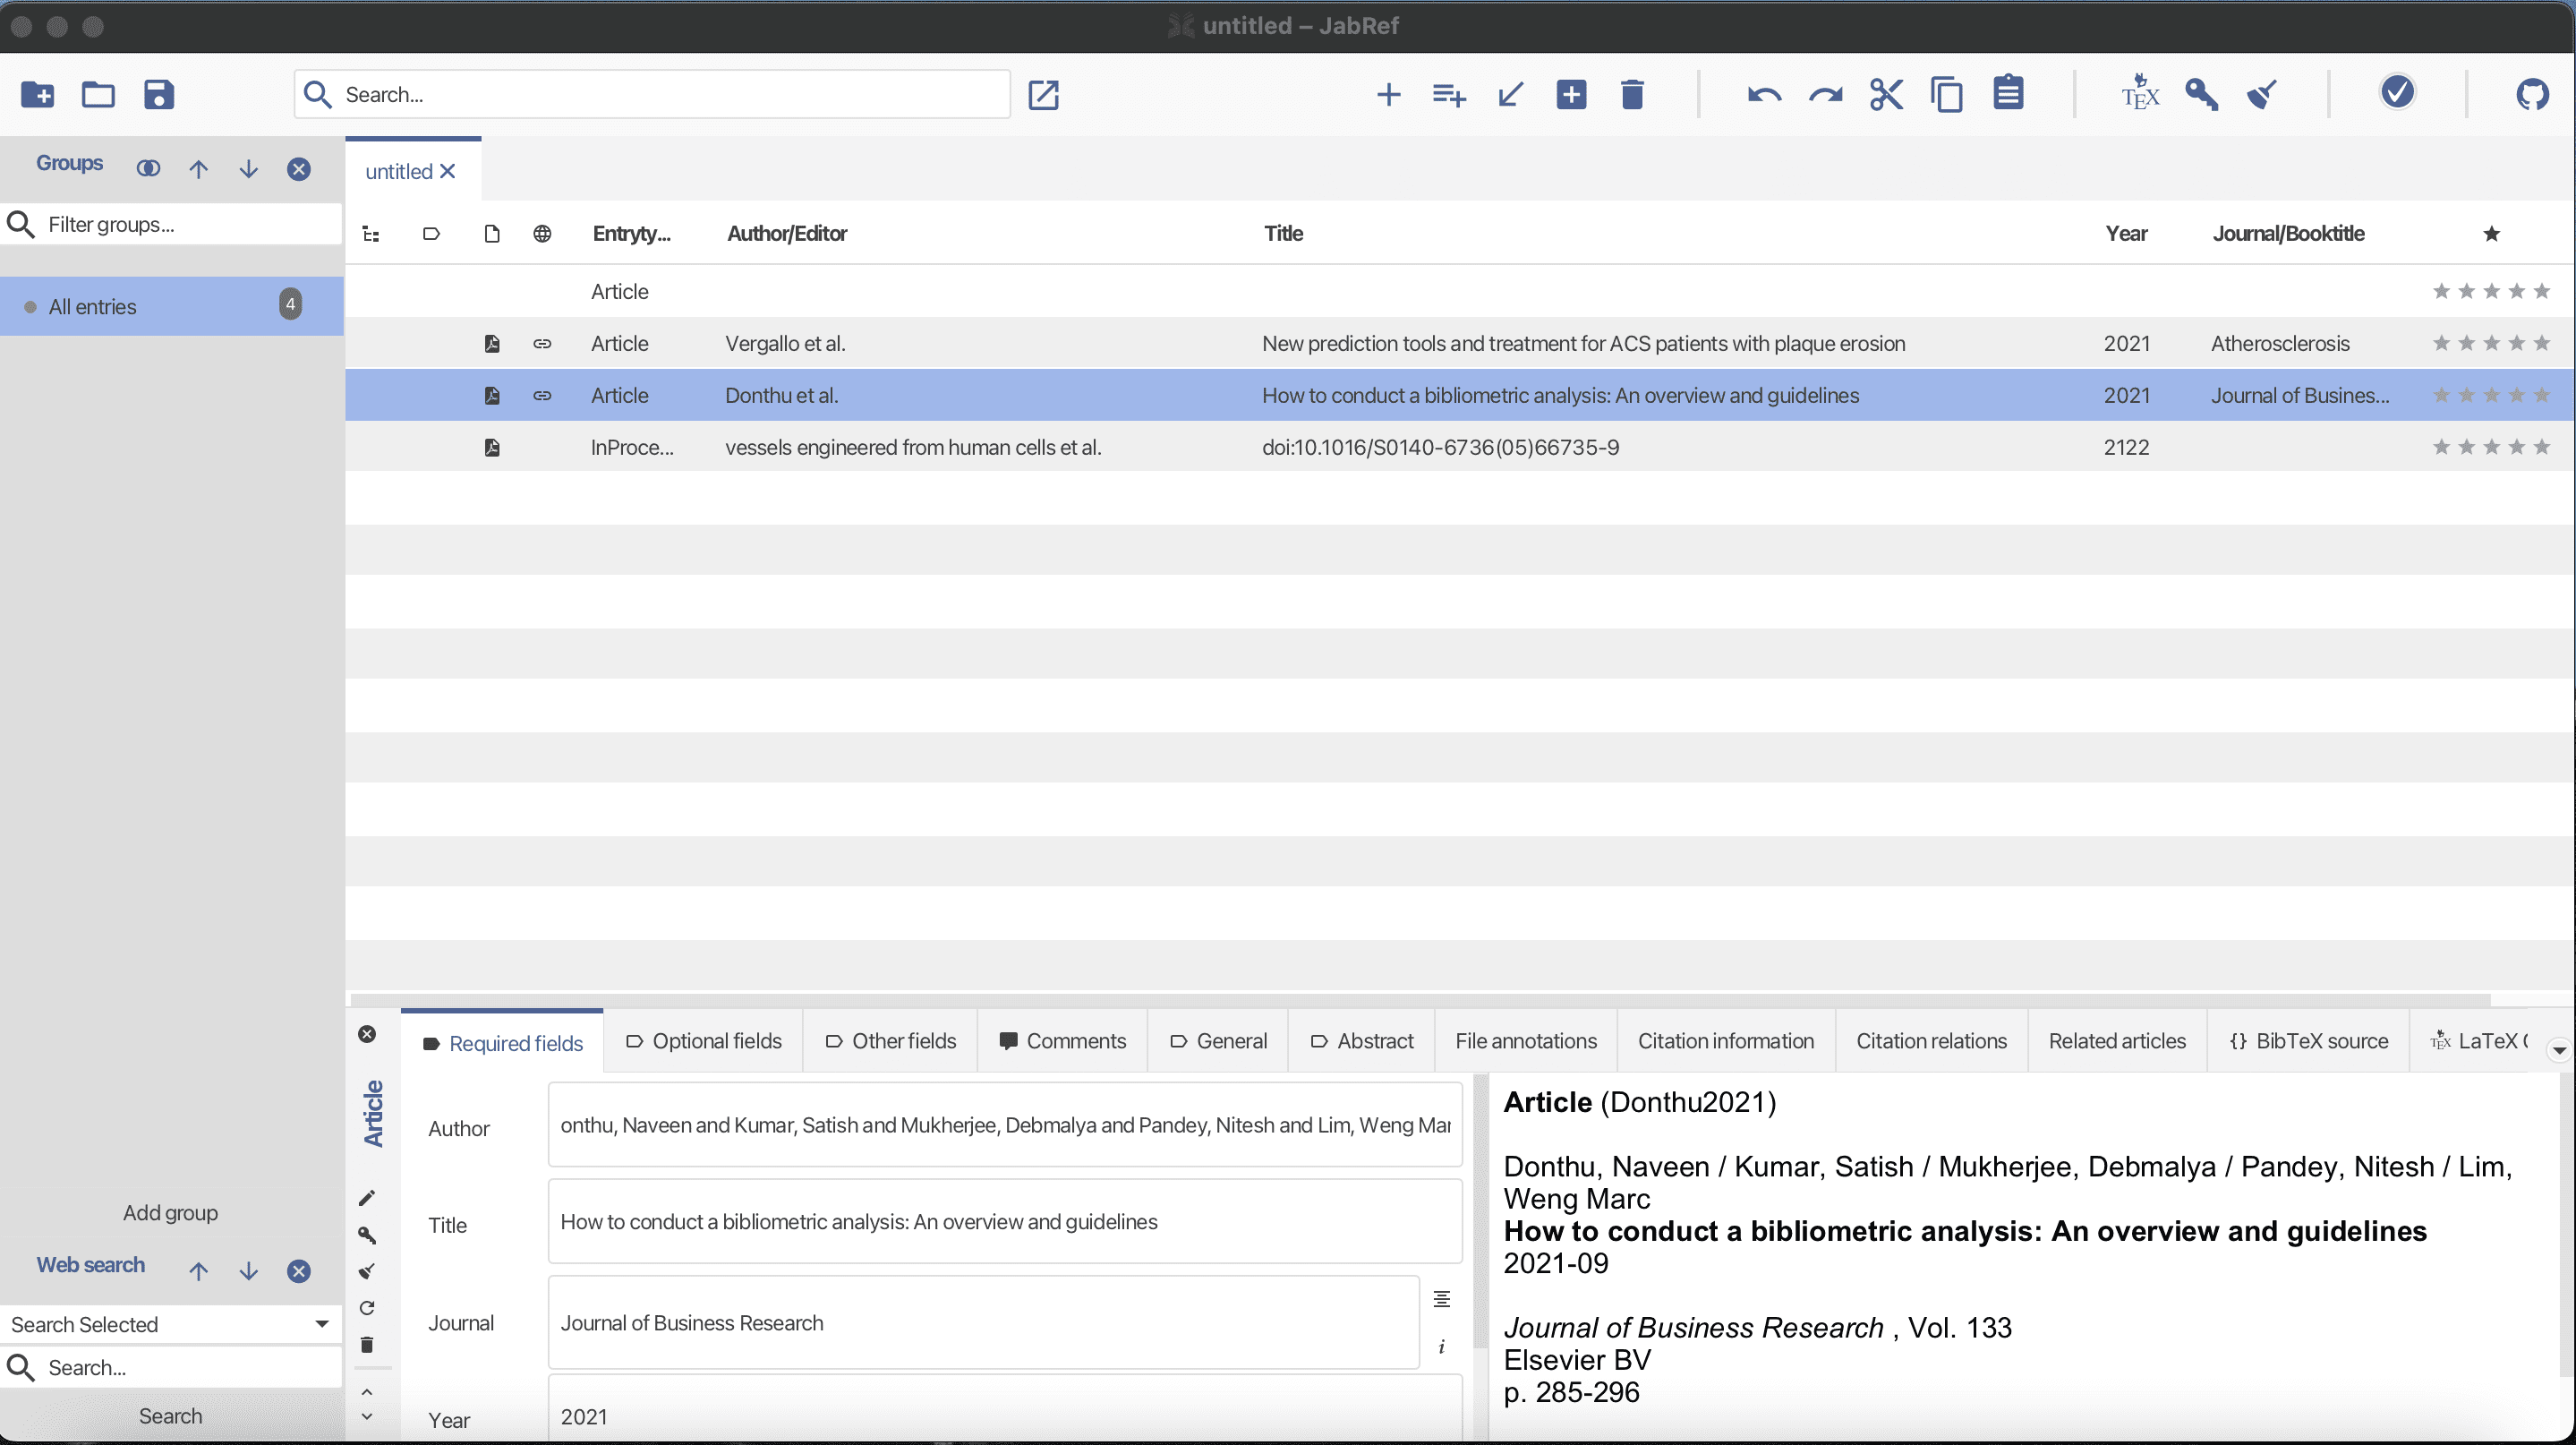 untitled – JabRef
Search...
TEX
Groups
Filter groups...
All entries
4
untitled
Entryty... Author/Editor Title Year Journal/Booktitle
Article
Article Vergallo et al. New prediction tools and treatment for ACS patients with plaque erosion 2021 Atherosclerosis
Article Donthu et al. How to conduct a bibliometric analysis: An overview and guidelines 2021 Journal of Busines...
InProce... vessels engineered from human cells et al. doi:10.1016/S0140-6736(05)66735-9 2122
Add group
Web search
Search Selected
Search...
Search
Required fields Optional fields Other fields Comments General Abstract File annotations Citation information Citation relations Related articles {} BibTeX source TEX LaTeX C
Article
Author onthu, Naveen and Kumar, Satish and Mukherjee, Debmalya and Pandey, Nitesh and Lim, Weng Mar
Title How to conduct a bibliometric analysis: An overview and guidelines
Journal Journal of Business Research
i
Year 2021
Article (Donthu2021)
Donthu, Naveen / Kumar, Satish / Mukherjee, Debmalya / Pandey, Nitesh / Lim,
Weng Marc
How to conduct a bibliometric analysis: An overview and guidelines
2021-09
Journal of Business Research , Vol. 133
Elsevier BV
p. 285-296